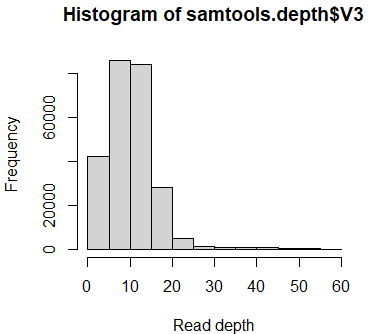 Histogram of samtools.depth$V3
Frequency
0 20000 60000
0 10 20 30 40 50 60
Read depth